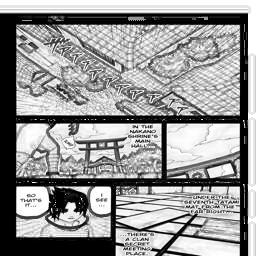 IN THE
NAKANO
SHRINE'S
MAIN
HALL...
UNDER THE
SEVENTH TATAMI
MAT FROM THE
FAR RIGHT...
I
SEE
...
SO
THAT'S
IT...
...THERE'S
A CLAN
SECRET
MEETING
PLACE.